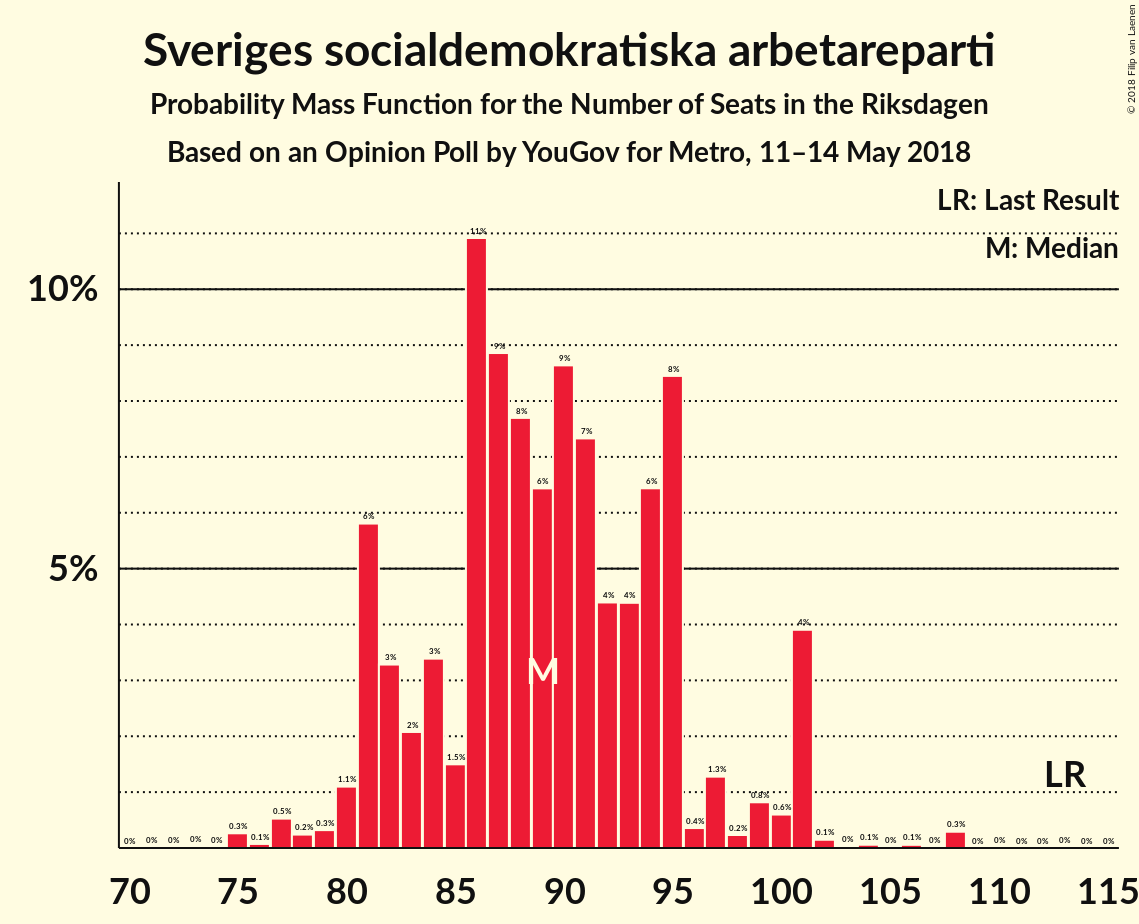 Sveriges socialdemokratiska arbetareparti
Probability Mass Function for the Number of Seats in the Riksdagen
Based on an Opinion Poll by YouGov for Metro, 11–14 May 2018
© 2018 Filip van Laenen
LR: Last Result
M: Median
10%
5%
0% 0% 0% 0% 0% 0.3% 0.1% 0.5% 0.2% 0.3% 1.1% 6% 3% 2% 3% 1.5% 11% 9% 8% 6% 9% 7% 4% 4% 6% 8% 0.4% 1.3% 0.2% 0.8% 0.6% 4% 0.1% 0% 0.1% 0% 0.1% 0% 0.3% 0% 0% 0% 0% 0% 0% 0%
M
LR
70 75 80 85 90 95 100 105 110 115